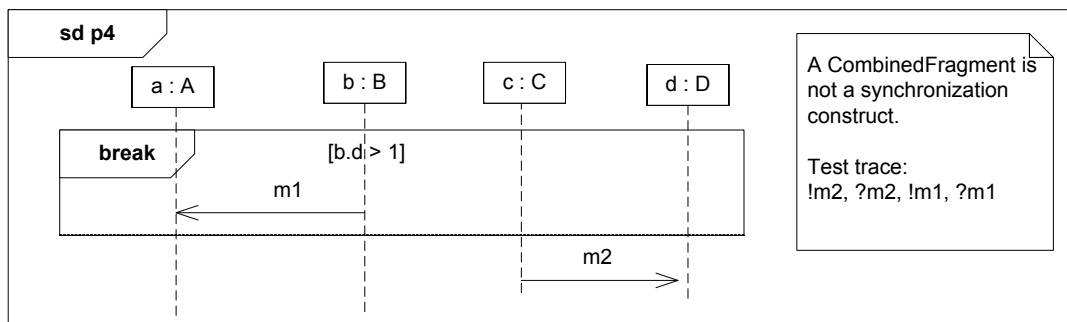 sd p4
a : A
b : B
c : C
d : D
A CombinedFragment is
not a synchronization
construct.
Test trace:
!m2, ?m2, !m1, ?m1
break
[b.d > 1]
m1
m2